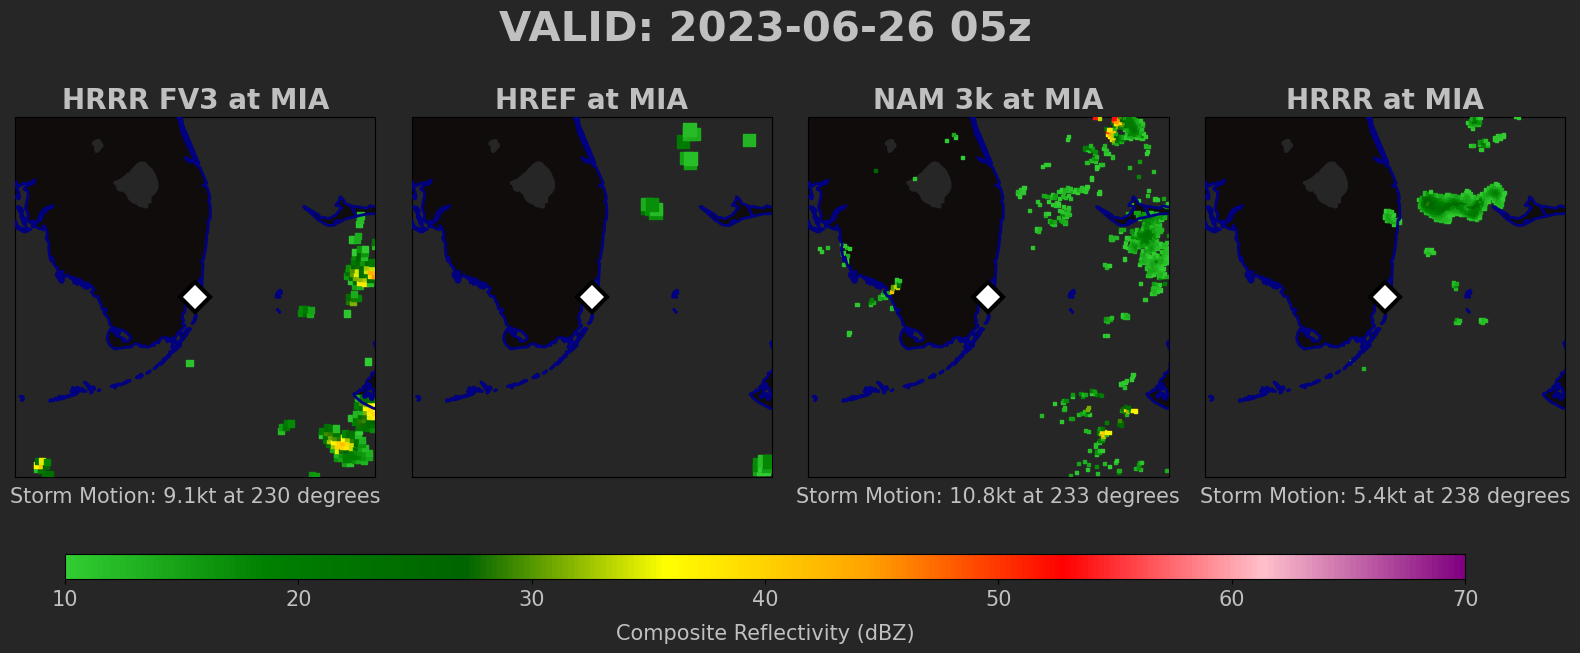 VALID: 2023-06-26 05z
HRRR FV3 at MIA
HREF at MIA
NAM 3k at MIA
HRRR at MIA
Storm Motion: 9.1kt at 230 degrees
Storm Motion: 10.8kt at 233 degrees
Storm Motion: 5.4kt at 238 degrees
10 20 30 40 50 60 70
Composite Reflectivity (dBZ)